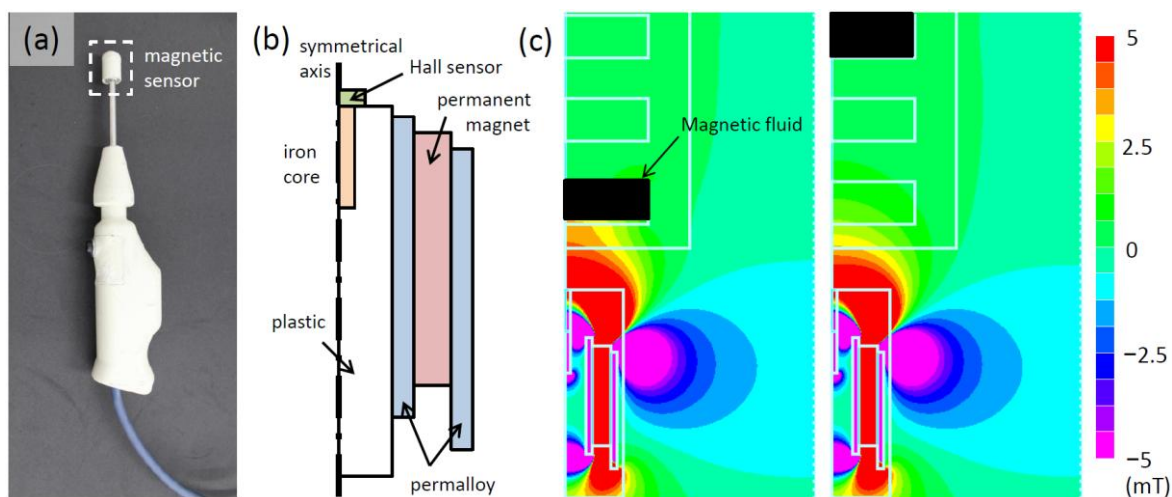 (a)
magnetic
sensor
(b)
symmetrical
axis
Hall sensor
permanent
magnet
iron
core
plastic
permalloy
(c)
Magnetic fluid
5
2.5
0
−2.5
−5
(mT)